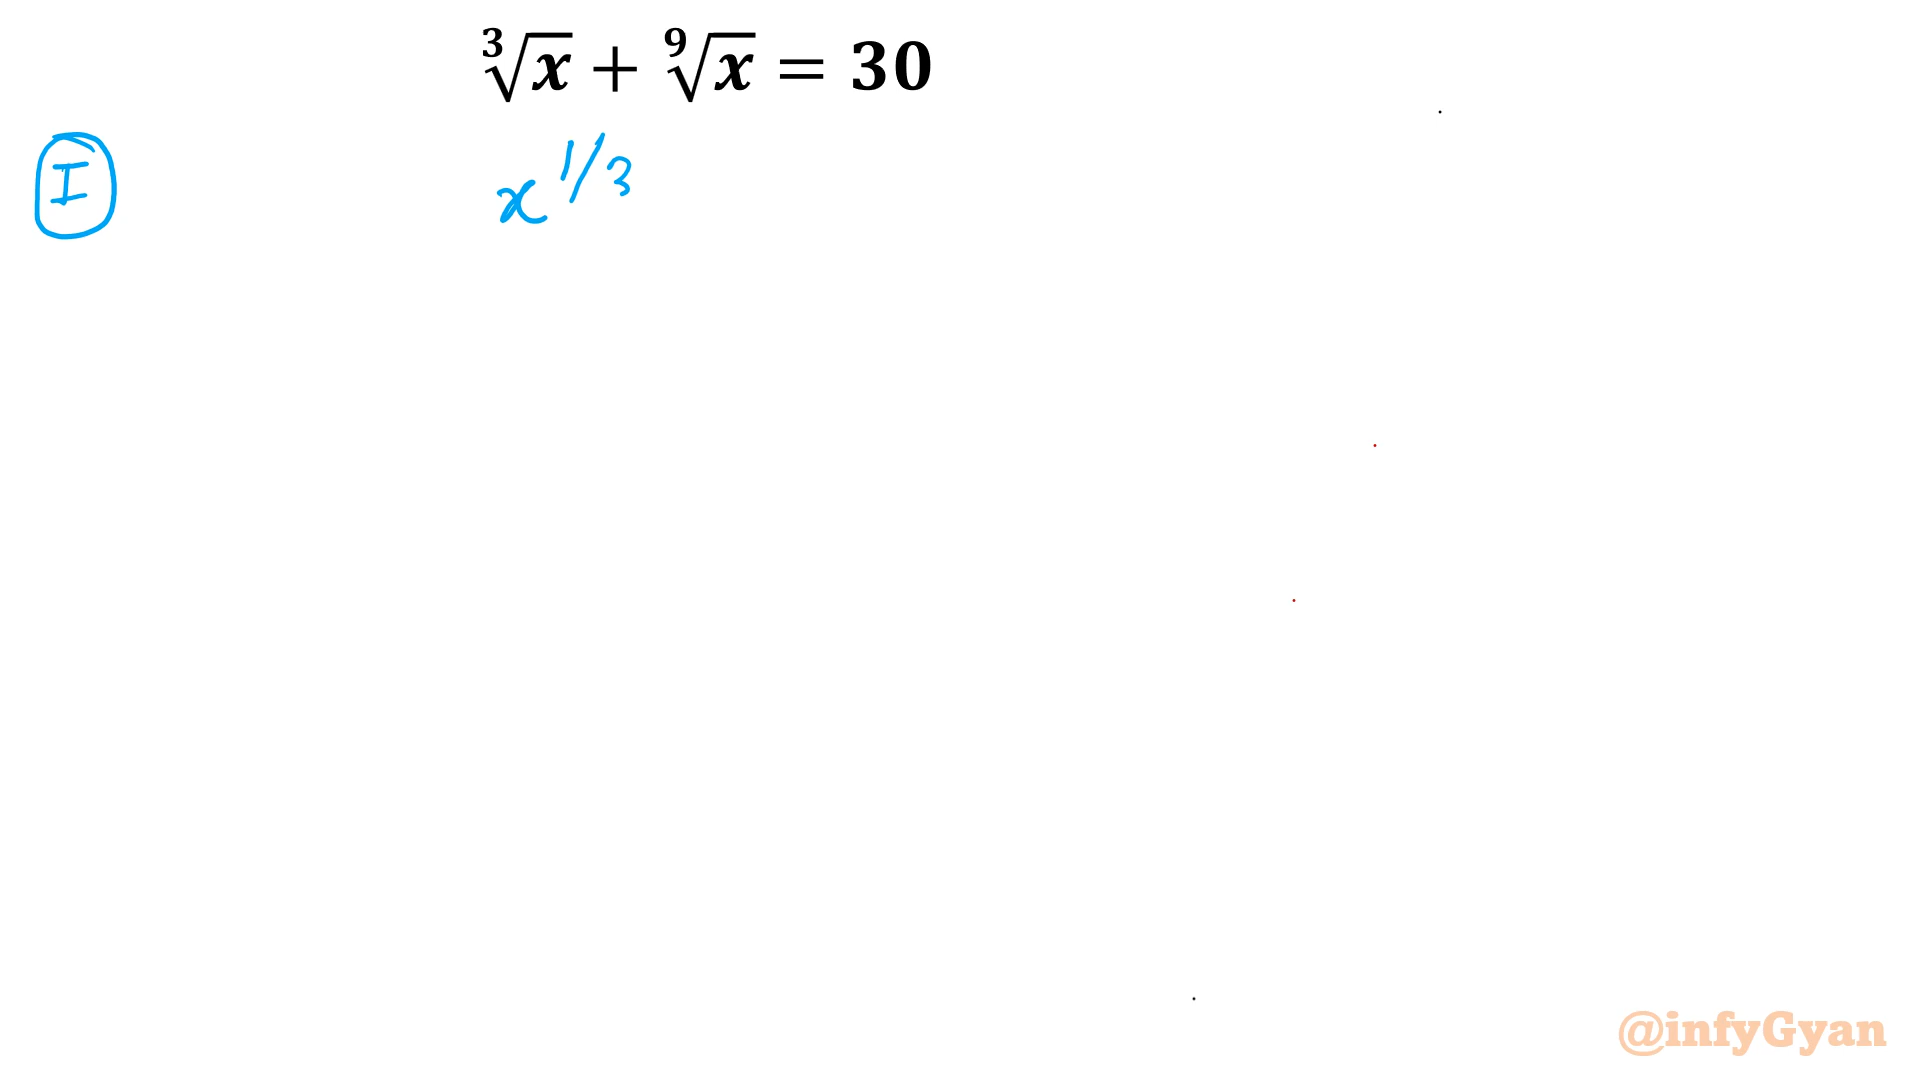 ∛x + ⁹√x = 30
I
x^{1/3}
@infyGyan